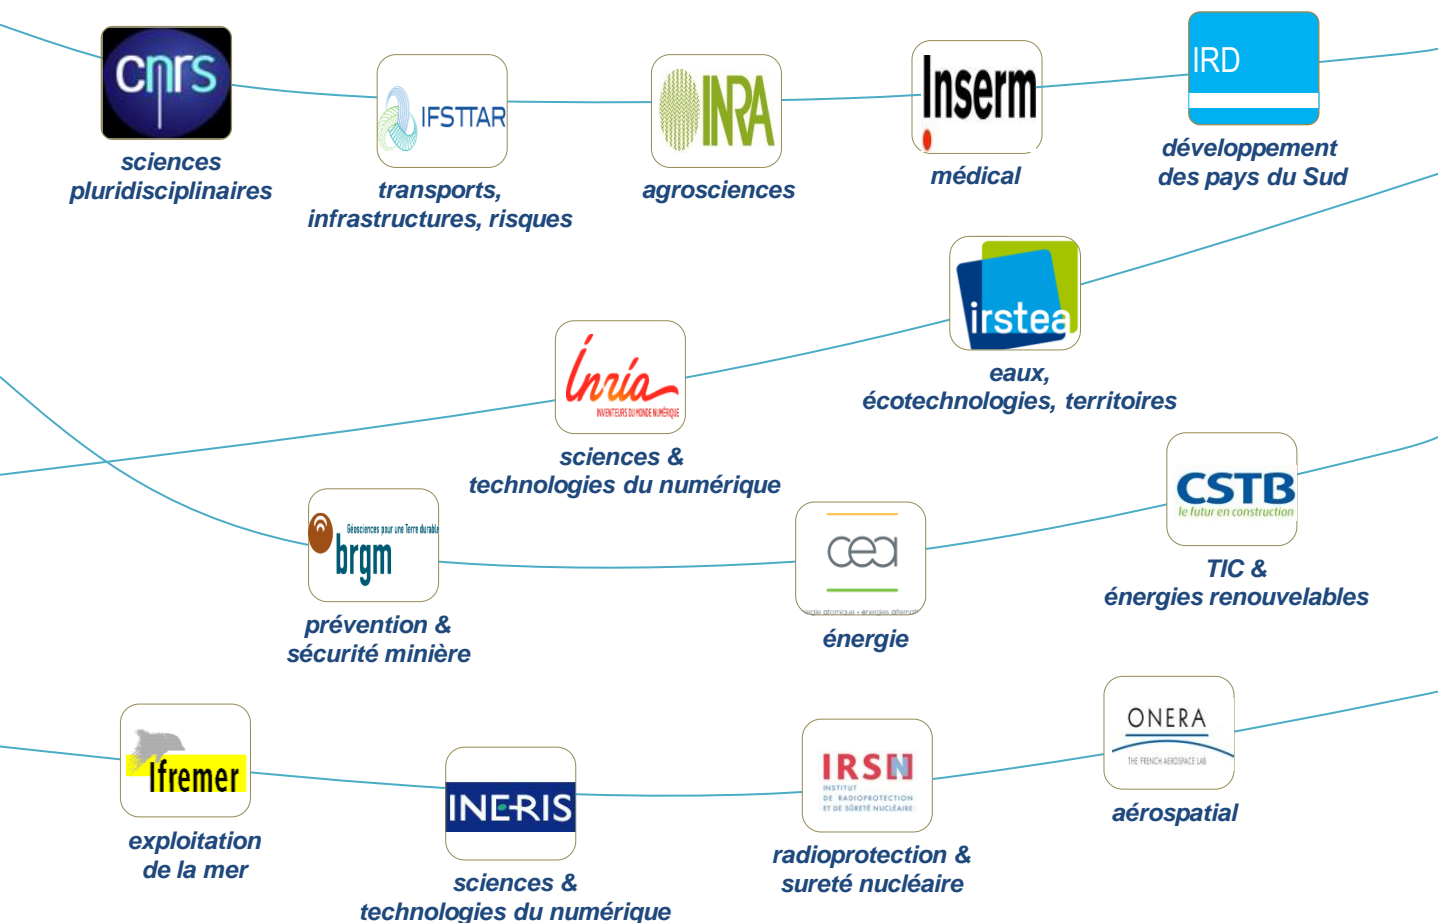 cnrs
sciences
pluridisciplinaires
IFSTTAR
transports,
infrastructures, risques
INRA
agrosciences
Inserm
médical
IRD
développement
des pays du Sud
irstea
eaux,
écotechnologies, territoires
Inria
INVENTEURS DU MONDE NUMÉRIQUE
sciences &
technologies du numérique
Géosciences pour une Terre durable
brgm
prévention &
sécurité minière
cea
ergie atomique • énergies alternat
énergie
CSTB
le futur en construction
TIC &
énergies renouvelables
Ifremer
exploitation
de la mer
INERIS
sciences &
technologies du numérique
IRSN
INSTITUT
DE RADIOPROTECTION
ET DE SÛRETÉ NUCLÉAIRE
radioprotection &
sureté nucléaire
ONERA
THE FRENCH AEROSPACE LAB
aérospatial